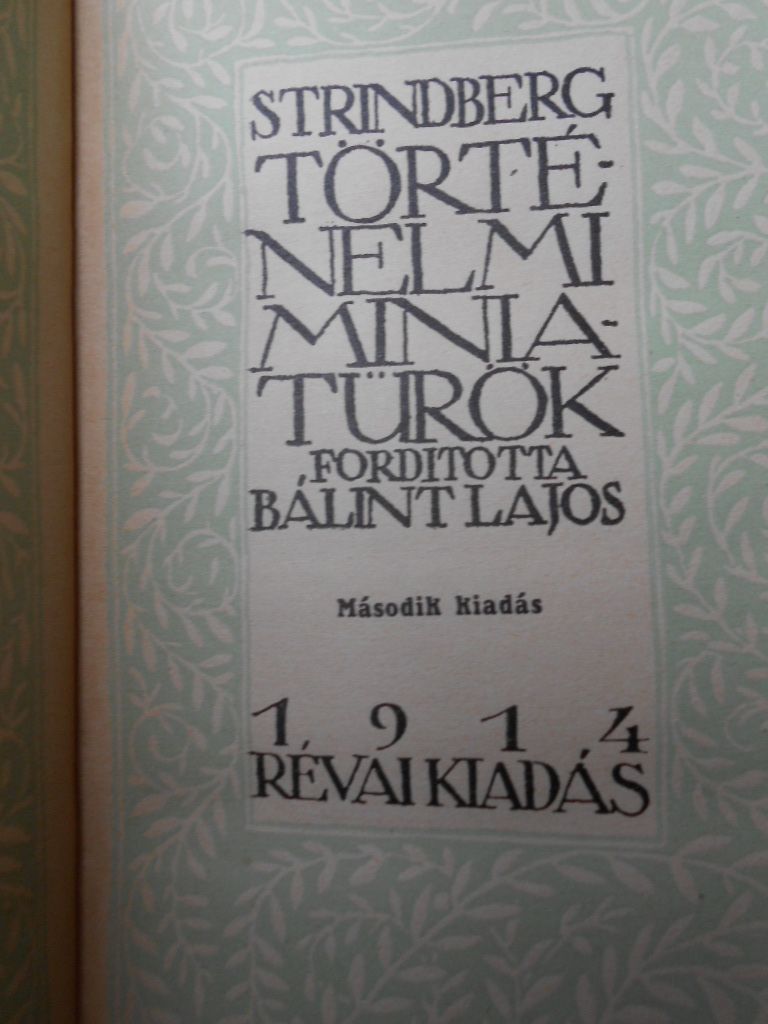 STRINDBERG
TÖRTÉ-
NELMI
MINIA-
TÜRÖK
FORDITOTTA
BÁLINT LAJOS
Második kiadás
1914
RÉVAI KIADÁS